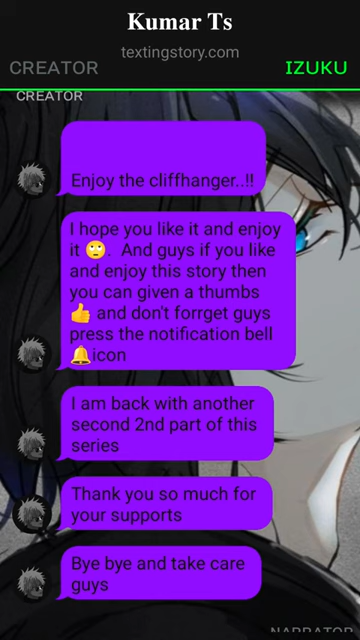 Kumar Ts
textingstory.com
CREATOR
IZUKU
CREATOR
Enjoy the cliffhanger..!!
I hope you like it and enjoy
it 🙄. And guys if you like
and enjoy this story then
you can given a thumbs
👍 and don't forrget guys
press the notification bell
🔔icon
I am back with another
second 2nd part of this
series
Thank you so much for
your supports
Bye bye and take care
guys
NARRATOR